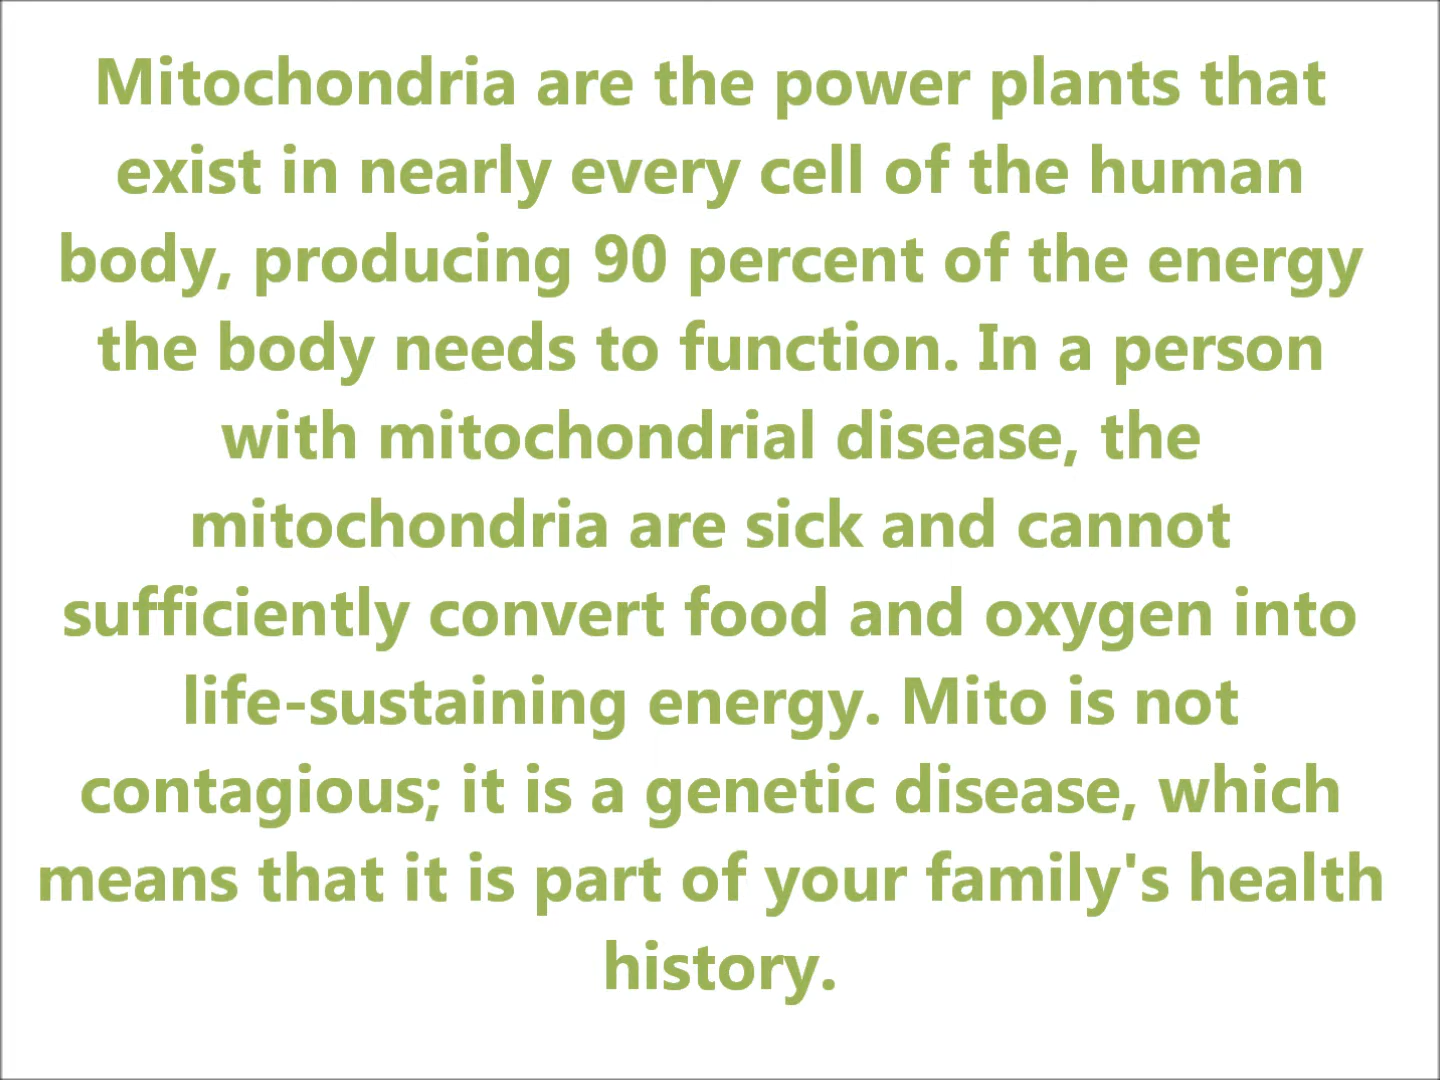 Mitochondria are the power plants that
exist in nearly every cell of the human
body, producing 90 percent of the energy
the body needs to function. In a person
with mitochondrial disease, the
mitochondria are sick and cannot
sufficiently convert food and oxygen into
life-sustaining energy. Mito is not
contagious; it is a genetic disease, which
means that it is part of your family's health
history.